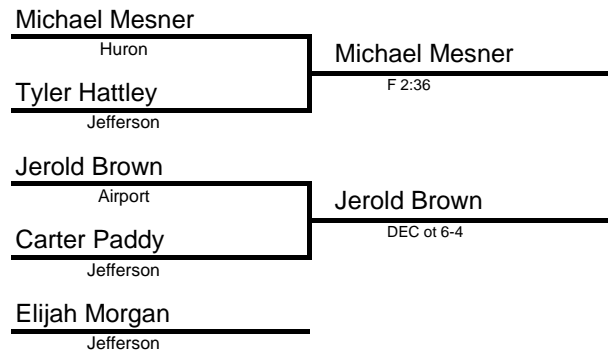 Michael Mesner
Huron
Michael Mesner
F 2:36
Tyler Hattley
Jefferson
Jerold Brown
Airport
Jerold Brown
DEC ot 6-4
Carter Paddy
Jefferson
Elijah Morgan
Jefferson